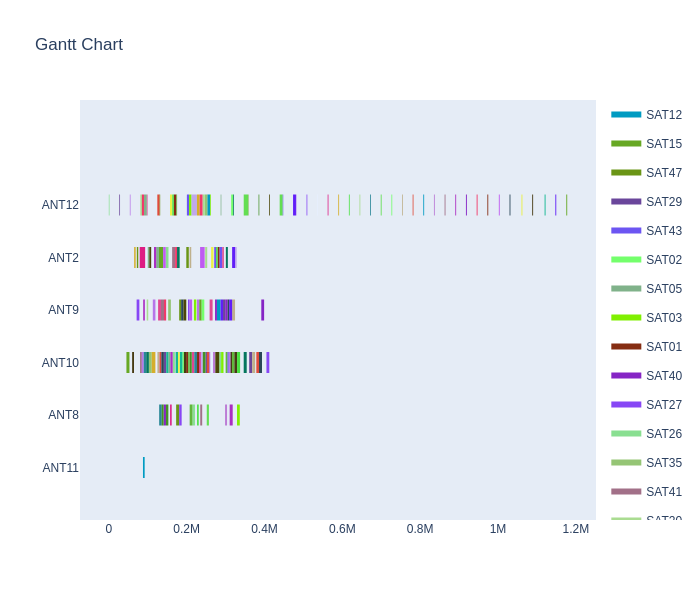 Gantt Chart
SAT12
SAT15
SAT47
SAT29
SAT43
SAT02
SAT05
SAT03
SAT01
SAT40
SAT27
SAT26
SAT35
SAT41
ANT12
ANT2
ANT9
ANT10
ANT8
ANT11
0 0.2M 0.4M 0.6M 0.8M 1M 1.2M